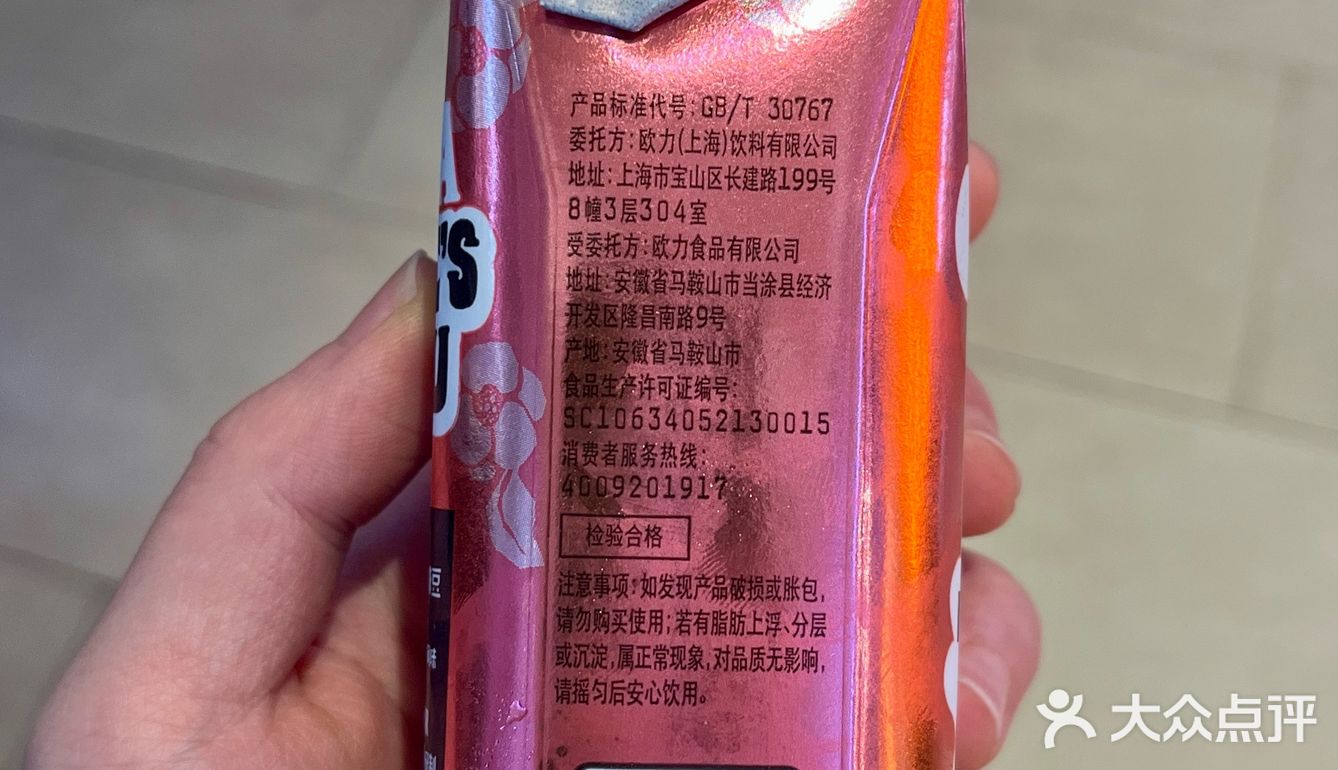 产品标准代号:GB/T 30767
委托方:欧力(上海)饮料有限公司
地址:上海市宝山区长建路199号
8幢3层304室
受委托方:欧力食品有限公司
地址:安徽省马鞍山市当涂县经济
开发区隆昌南路9号
产地:安徽省马鞍山市
食品生产许可证编号:
SC10634052130015
消费者服务热线:
4009201917
检验合格
注意事项:如发现产品破损或胀包,
请勿购买使用;若有脂肪上浮、分层
或沉淀,属正常现象,对品质无影响,
请摇匀后安心饮用。
豆
味
大众点评